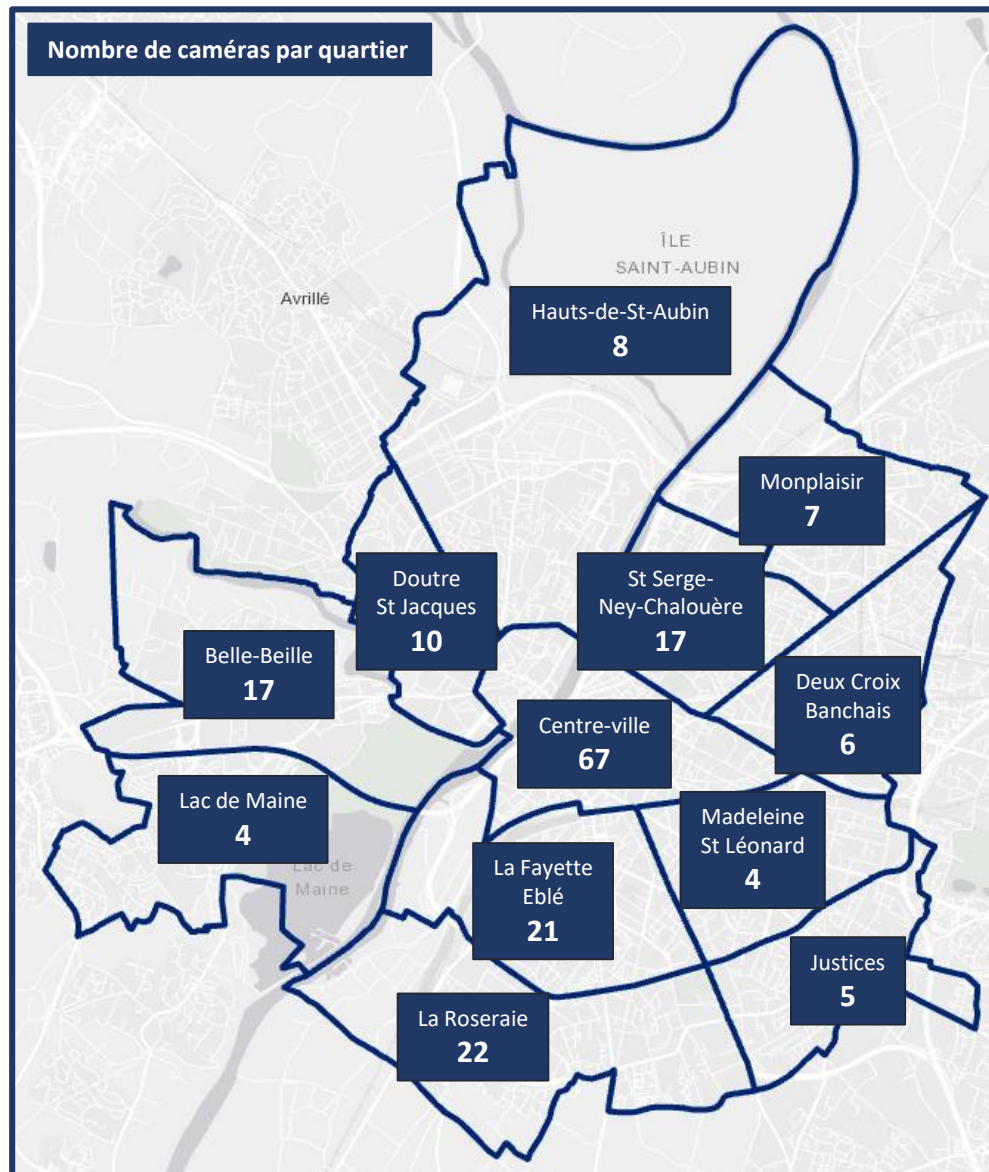 Nombre de caméras par quartier
ÎLE
SAINT-AUBIN
Avrillé
Hauts-de-St-Aubin
8
Monplaisir
7
Doutre
St Jacques
10
St Serge-
Ney-Chalouère
17
Belle-Beille
17
Deux Croix
Banchais
6
Centre-ville
67
Lac de Maine
4
Madeleine
St Léonard
4
Lac de
Maine
La Fayette
Eblé
21
Justices
5
La Roseraie
22